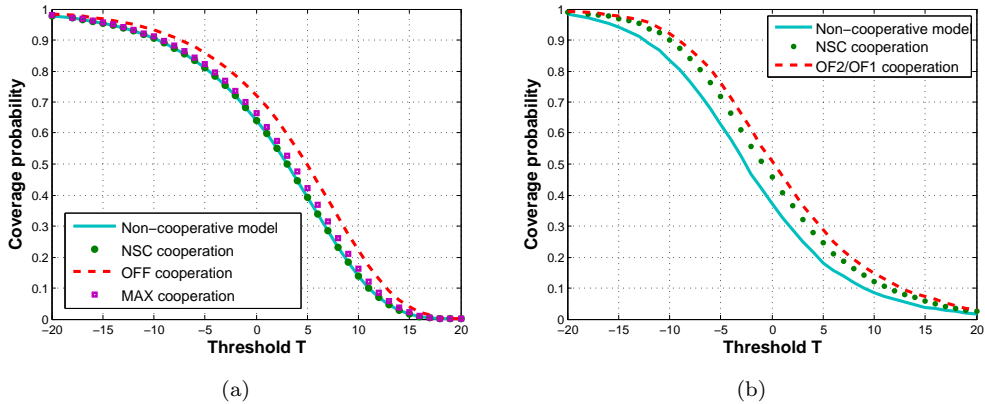 1
0.9
0.8
0.7
0.6
0.5
0.4
0.3
0.2
0.1
0
Coverage probability
Non−cooperative model
NSC cooperation
OFF cooperation
MAX cooperation
−20 −15 −10 −5 0 5 10 15 20
Threshold T
(a)
1
0.9
0.8
0.7
0.6
0.5
0.4
0.3
0.2
0.1
0
Coverage probability
Non−cooperative model
NSC cooperation
OF2/OF1 cooperation
−20 −15 −10 −5 0 5 10 15 20
Threshold T
(b)